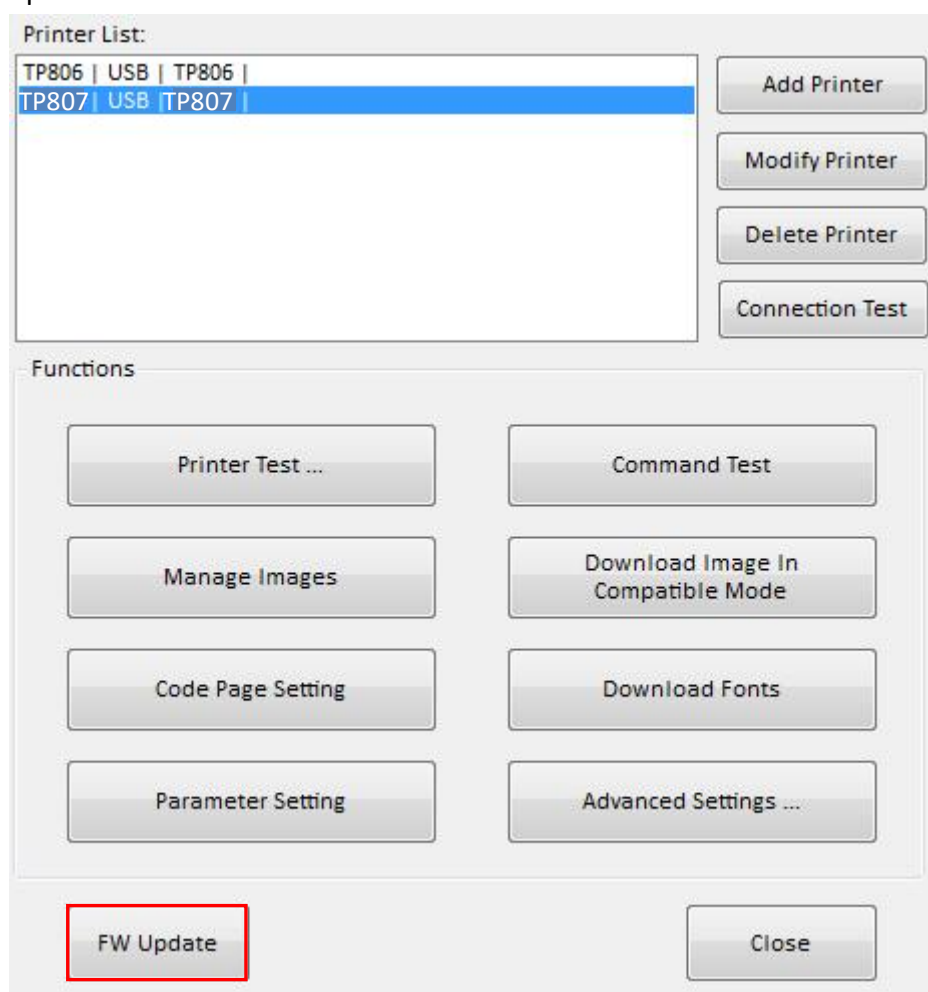 Printer List:
TP806 | USB | TP806 |
TP807 | USB | TP807 |
Add Printer
Modify Printer
Delete Printer
Connection Test
Functions
Printer Test ...
Command Test
Manage Images
Download Image In
Compatible Mode
Code Page Setting
Download Fonts
Parameter Setting
Advanced Settings ...
FW Update
Close